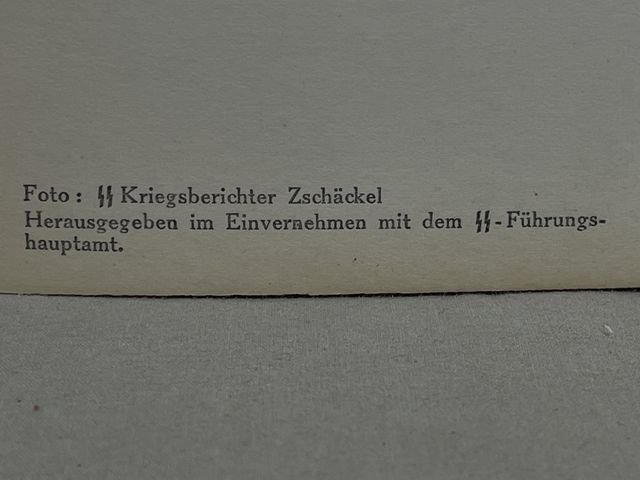 Foto: ᛋᛋ Kriegsberichter Zschäckel
Herausgegeben im Einvernehmen mit dem ᛋᛋ-Führungs-
hauptamt.